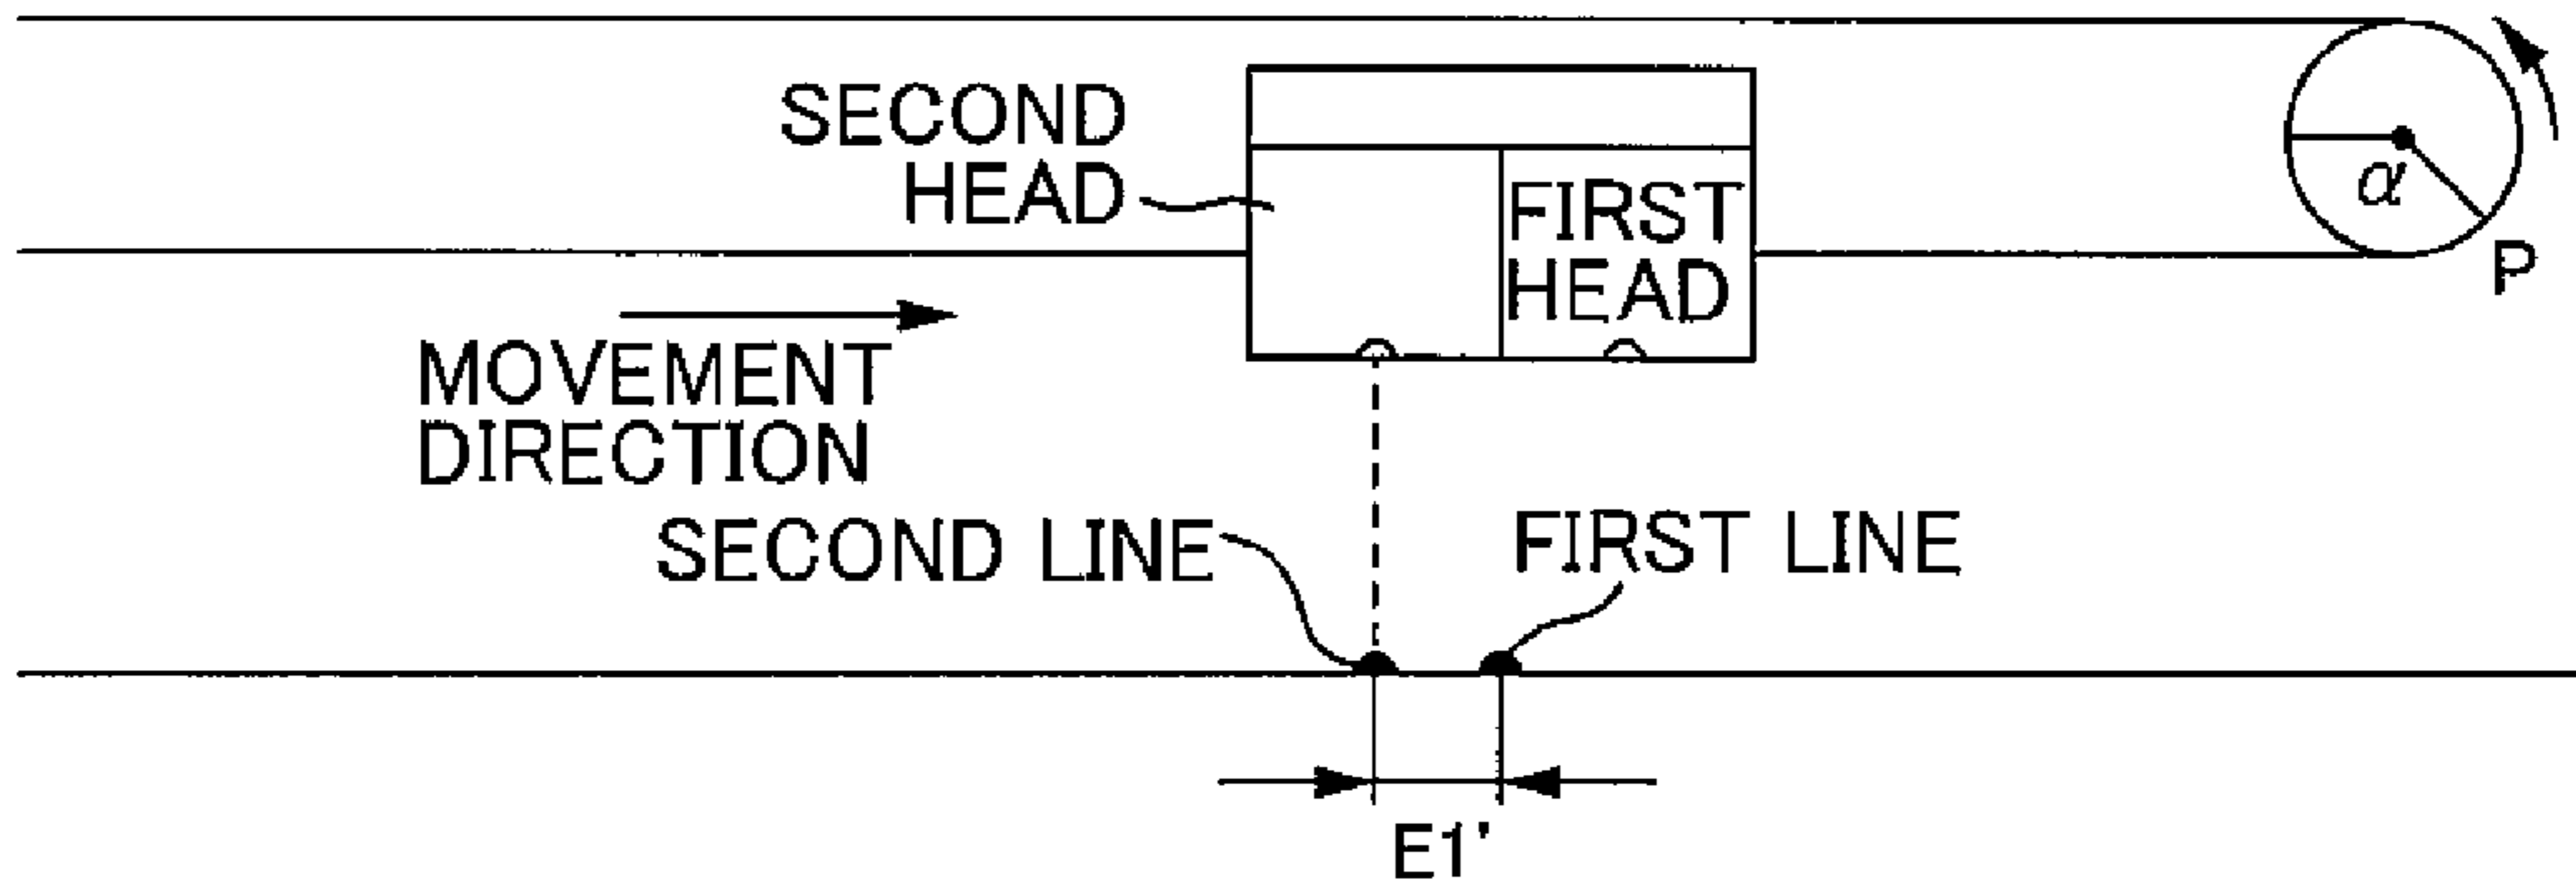 SECOND
HEAD
FIRST
HEAD
α
P
MOVEMENT
DIRECTION
SECOND LINE
FIRST LINE
E1'